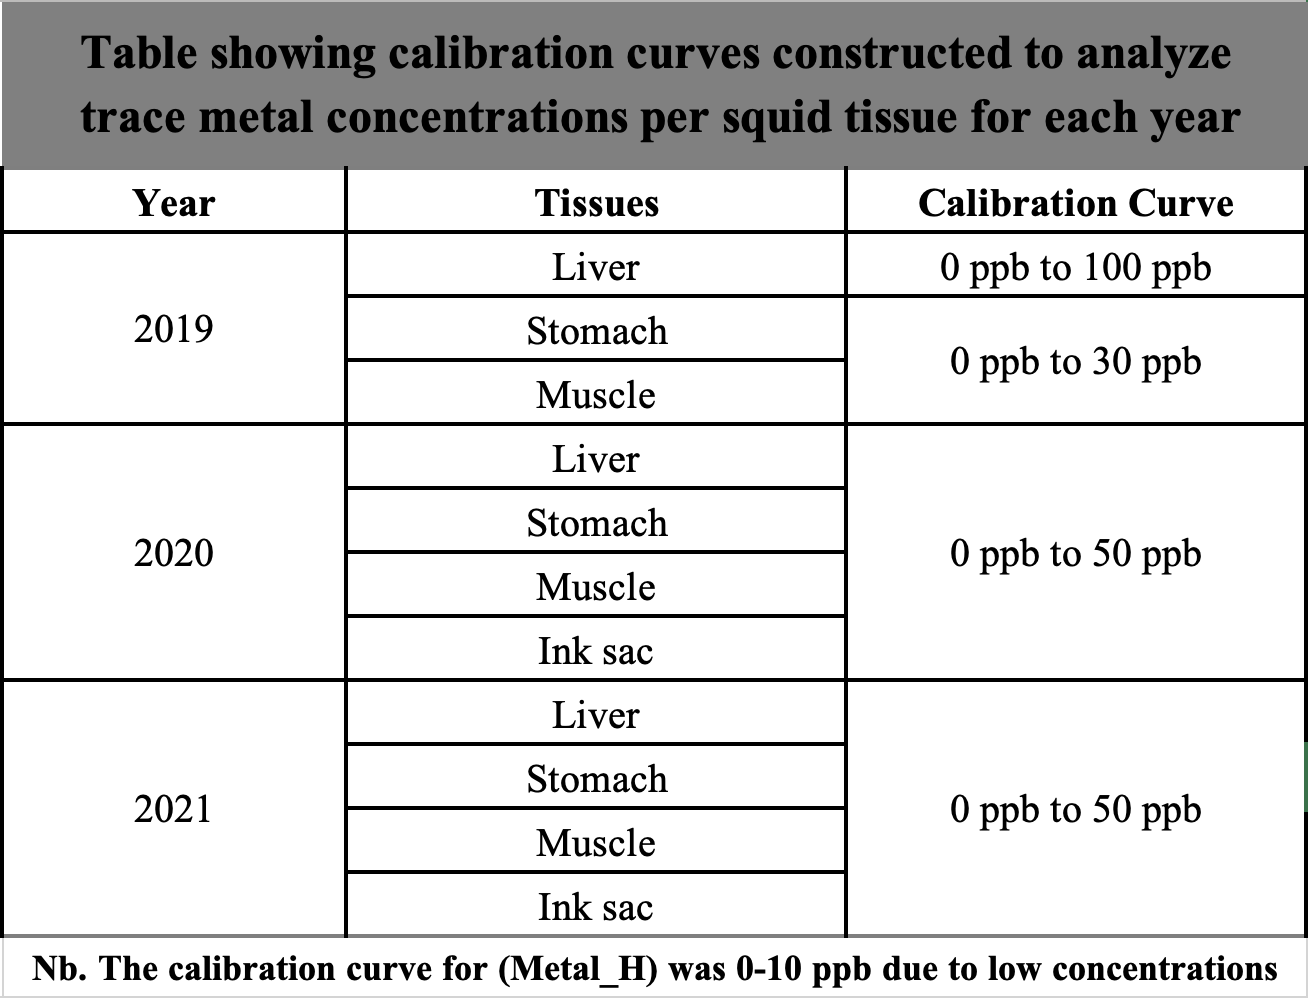 Table showing calibration curves constructed to analyze
trace metal concentrations per squid tissue for each year
Year Tissues Calibration Curve
2019
Liver 0 ppb to 100 ppb
Stomach
Muscle
0 ppb to 30 ppb
2020
Liver
Stomach
Muscle
Ink sac
0 ppb to 50 ppb
2021
Liver
Stomach
Muscle
Ink sac
0 ppb to 50 ppb
Nb. The calibration curve for (Metal_H) was 0-10 ppb due to low concentrations